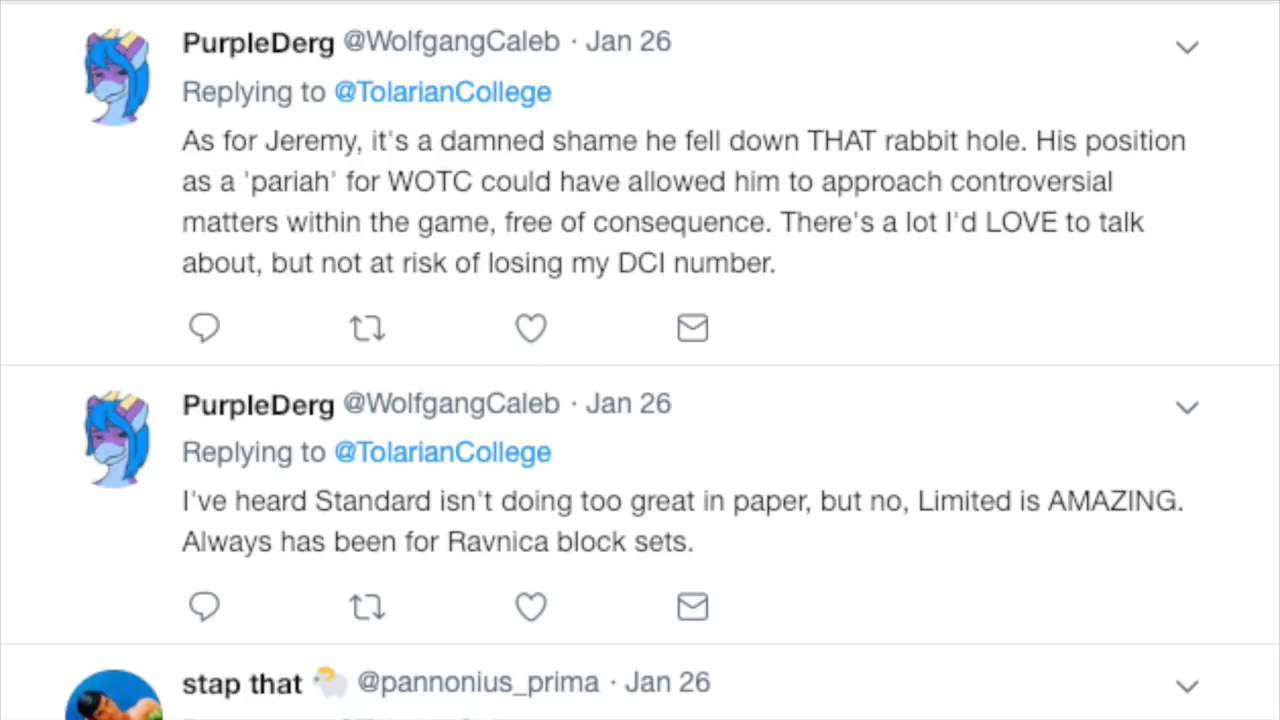 PurpleDerg @WolfgangCaleb · Jan 26
Replying to @TolarianCollege
As for Jeremy, it's a damned shame he fell down THAT rabbit hole. His position
as a 'pariah' for WOTC could have allowed him to approach controversial
matters within the game, free of consequence. There's a lot I'd LOVE to talk
about, but not at risk of losing my DCI number.
PurpleDerg @WolfgangCaleb · Jan 26
Replying to @TolarianCollege
I've heard Standard isn't doing too great in paper, but no, Limited is AMAZING.
Always has been for Ravnica block sets.
stap that 🐏 @pannonius_prima · Jan 26